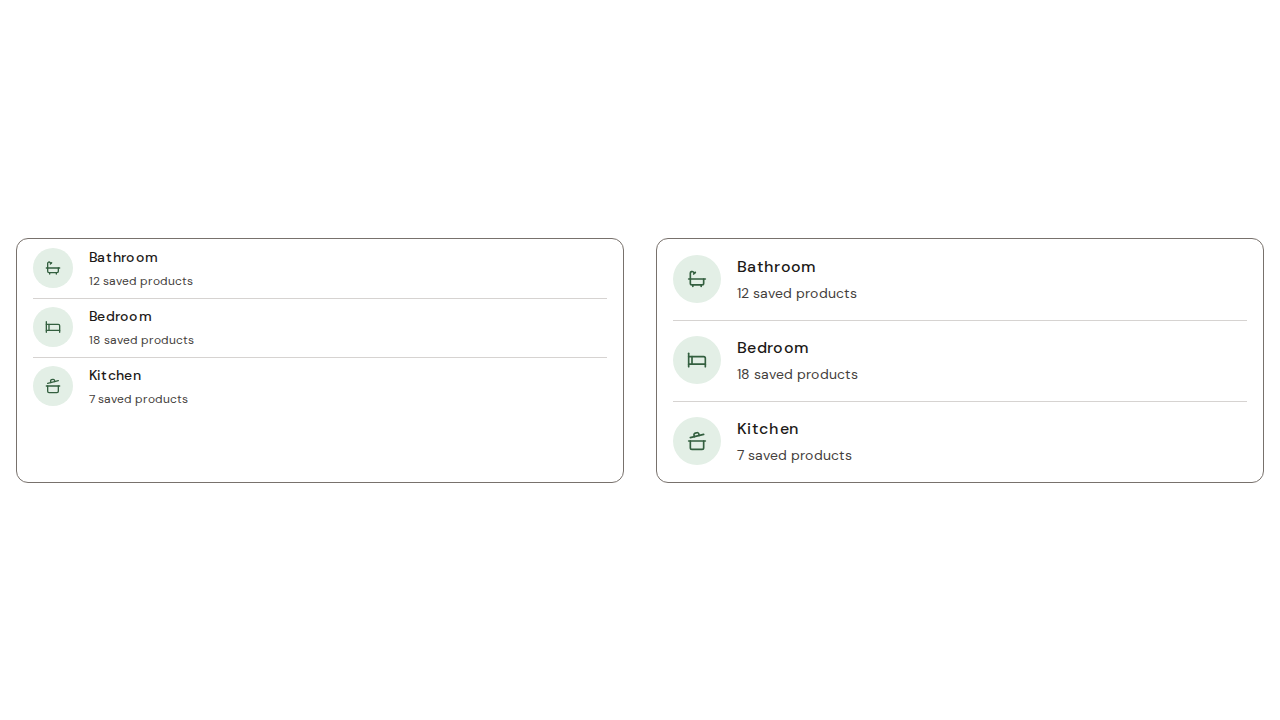 Bathroom
12 saved products
Bedroom
18 saved products
Kitchen
7 saved products
Bathroom
12 saved products
Bedroom
18 saved products
Kitchen
7 saved products